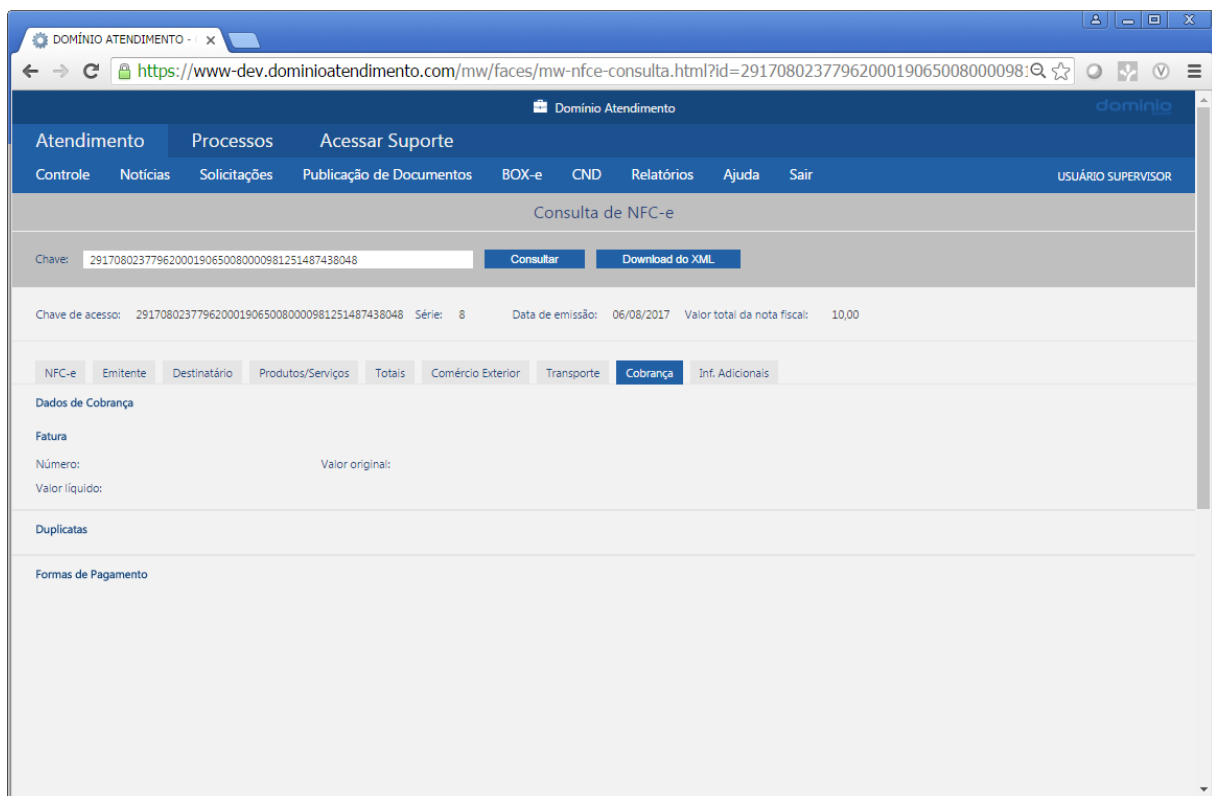 DOMÍNIO ATENDIMENTO -
https://www-dev.dominioatendimento.com/mw/faces/mw-nfce-consulta.html?id=29170802377962000190650080000981
Domínio Atendimento
domínio
Atendimento Processos Acessar Suporte
Controle Notícias Solicitações Publicação de Documentos BOX-e CND Relatórios Ajuda Sair USUÁRIO SUPERVISOR
Consulta de NFC-e
Chave: 29170802377962000190650080000981251487438048 Consultar Download do XML
Chave de acesso: 29170802377962000190650080000981251487438048 Série: 8 Data de emissão: 06/08/2017 Valor total da nota fiscal: 10,00
NFC-e Emitente Destinatário Produtos/Serviços Totais Comércio Exterior Transporte Cobrança Inf. Adicionais
Dados de Cobrança
Fatura
Número: Valor original:
Valor líquido:
Duplicatas
Formas de Pagamento